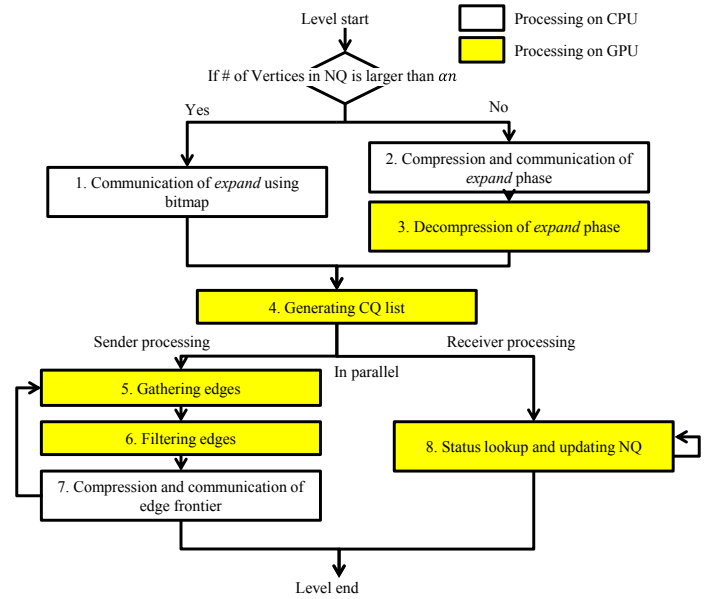 Level start
Processing on CPU
Processing on GPU
If # of Vertices in NQ is larger than αn
Yes
No
1. Communication of expand using
bitmap
2. Compression and communication of
expand phase
3. Decompression of expand phase
4. Generating CQ list
Sender processing
Receiver processing
In parallel
5. Gathering edges
6. Filtering edges
7. Compression and communication of
edge frontier
8. Status lookup and updating NQ
Level end